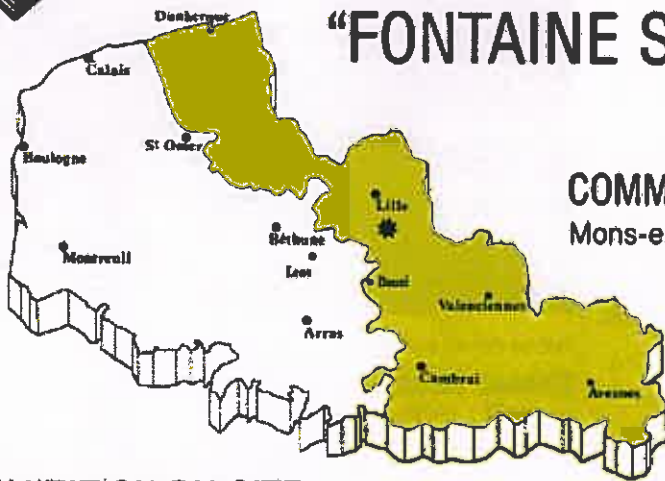 “FONTAINE S
Dunkerque
Calais
St Omer
Boulogne
COMM
Mons-e
Lille
Béthune
Lens
Montreuil
Douai
Valenciennes
Arras
Cambrai
Avesnes